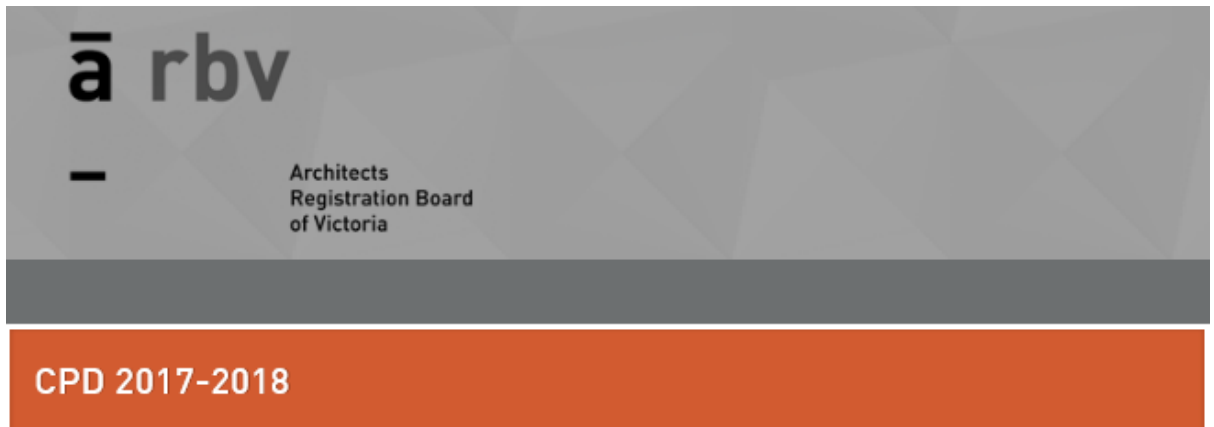 ā rbv
Architects
Registration Board
of Victoria
CPD 2017-2018